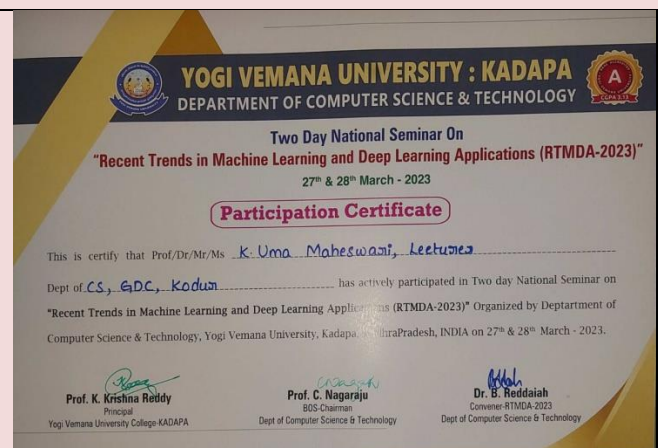 YOGI VEMANA UNIVERSITY : KADAPA
DEPARTMENT OF COMPUTER SCIENCE & TECHNOLOGY
A
Two Day National Seminar On
"Recent Trends in Machine Learning and Deep Learning Applications (RTMDA-2023)"
27th & 28th March - 2023
Participation Certificate
This is certify that Prof/Dr/Mr/Ms K. Uma Maheswari, Lecturer
Dept of CS, GDC, Kodur has actively participated in Two day National Seminar on
"Recent Trends in Machine Learning and Deep Learning Applications (RTMDA-2023)" Organized by Deptartment of
Computer Science & Technology, Yogi Vemana University, Kadapa, AndhraPradesh, INDIA on 27th & 28th March - 2023.
Prof. K. Krishna Reddy
Principal
Yogi Vemana University College-KADAPA
Prof. C. Nagaraju
BOS-Chairman
Dept of Computer Science & Technology
Dr. B. Reddaiah
Convener-RTMDA-2023
Dept of Computer Science & Technology